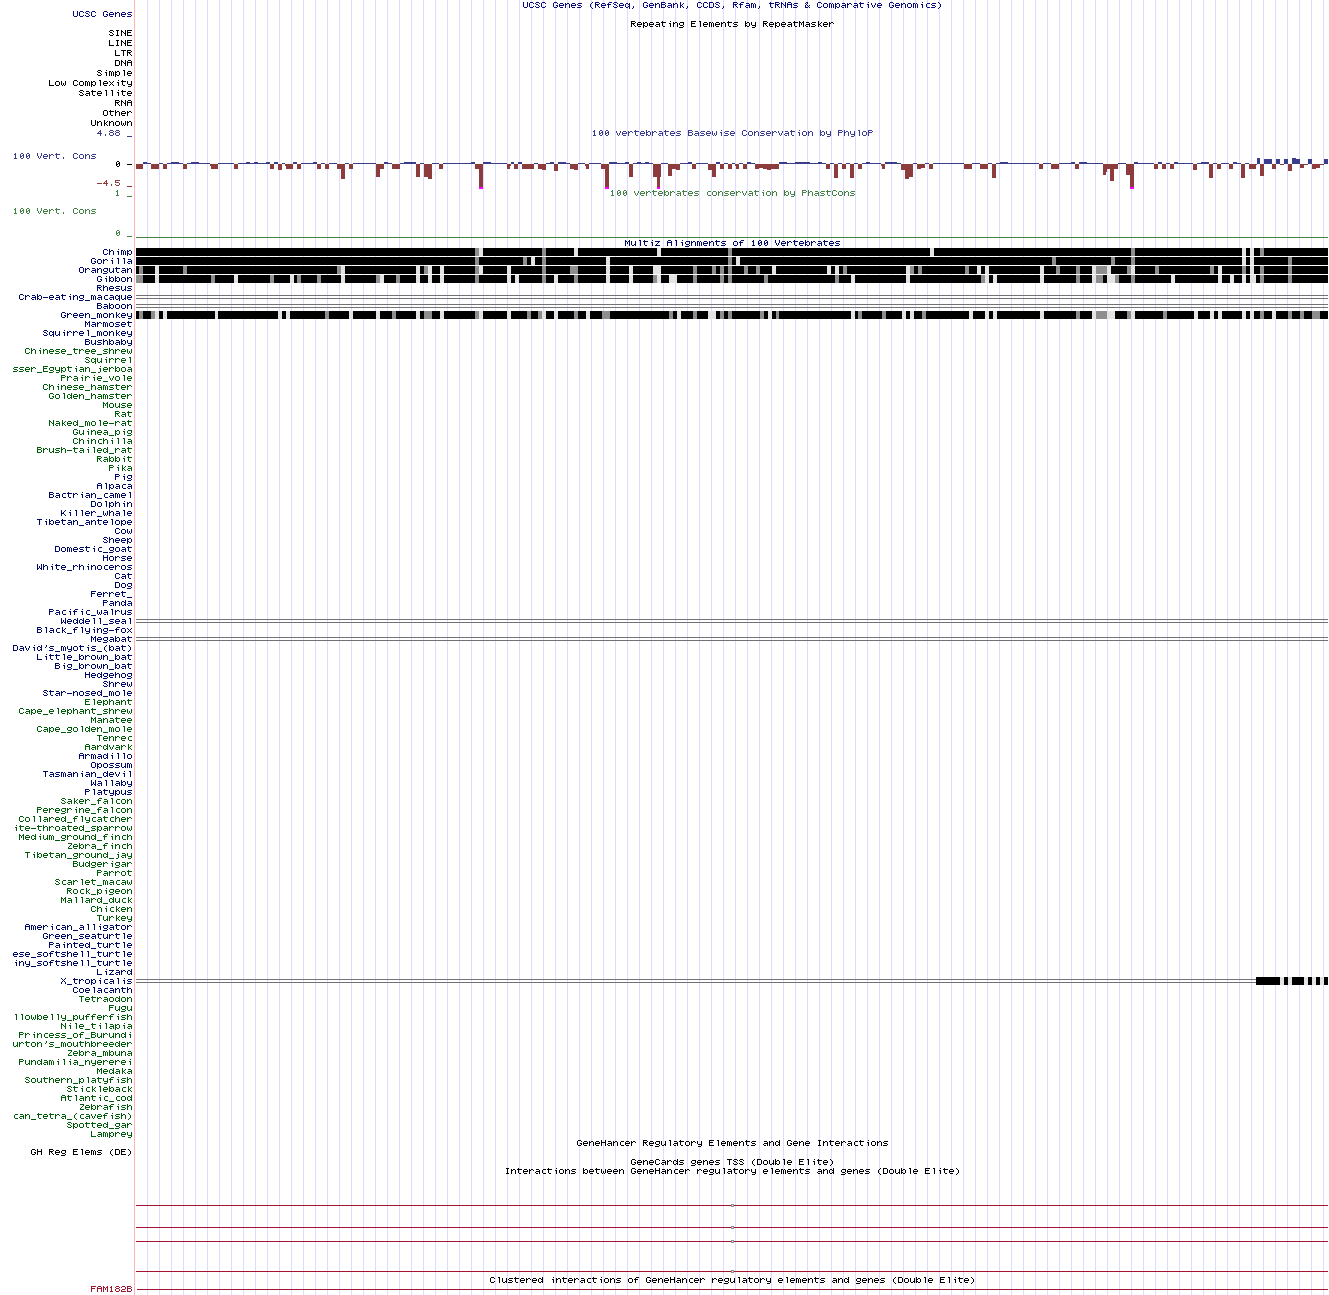 UCSC Genes (RefSeq, GenBank, CCDS, Rfam, tRNAs & Comparative Genomics)
UCSC Genes
Repeating Elements by RepeatMasker
SINE
LINE
LTR
DNA
Simple
Low Complexity
Satellite
RNA
Other
Unknown
4.88 _
100 vertebrates Basewise Conservation by PhyloP
100 Vert. Cons
0 _
-4.5 _
100 vertebrates conservation by PhastCons
1 _
100 Vert. Cons
0 _
Multiz Alignments of 100 Vertebrates
Chimp
Gorilla
Orangutan
Gibbon
Rhesus
Crab-eating_macaque
Baboon
Green_monkey
Marmoset
Squirrel_monkey
Bushbaby
Chinese_tree_shrew
Squirrel
sser_Egyptian_jerboa
Prairie_vole
Chinese_hamster
Golden_hamster
Mouse
Rat
Naked_mole-rat
Guinea_pig
Chinchilla
Brush-tailed_rat
Rabbit
Pika
Pig
Alpaca
Bactrian_camel
Dolphin
Killer_whale
Tibetan_antelope
Cow
Sheep
Domestic_goat
Horse
White_rhinoceros
Cat
Dog
Ferret_
Panda
Pacific_walrus
Weddell_seal
Black_flying-fox
Megabat
David's_myotis_(bat)
Little_brown_bat
Big_brown_bat
Hedgehog
Shrew
Star-nosed_mole
Elephant
Cape_elephant_shrew
Manatee
Cape_golden_mole
Tenrec
Aardvark
Armadillo
Opossum
Tasmanian_devil
Wallaby
Platypus
Saker_falcon
Peregrine_falcon
Collared_flycatcher
ite-throated_sparrow
Medium_ground_finch
Zebra_finch
Tibetan_ground_jay
Budgerigar
Parrot
Scarlet_macaw
Rock_pigeon
Mallard_duck
Chicken
Turkey
American_alligator
Green_seaturtle
Painted_turtle
ese_softshell_turtle
iny_softshell_turtle
Lizard
X_tropicalis
Coelacanth
Tetraodon
Fugu
llowbelly_pufferfish
Nile_tilapia
Princess_of_Burundi
urton's_mouthbreeder
Zebra_mbuna
Pundamilia_nyererei
Medaka
Southern_platyfish
Stickleback
Atlantic_cod
Zebrafish
can_tetra_(cavefish)
Spotted_gar
Lamprey
GeneHancer Regulatory Elements and Gene Interactions
GH Reg Elems (DE)
GeneCards genes TSS (Double Elite)
Interactions between GeneHancer regulatory elements and genes (Double Elite)
Clustered interactions of GeneHancer regulatory elements and genes (Double Elite)
FAM182B